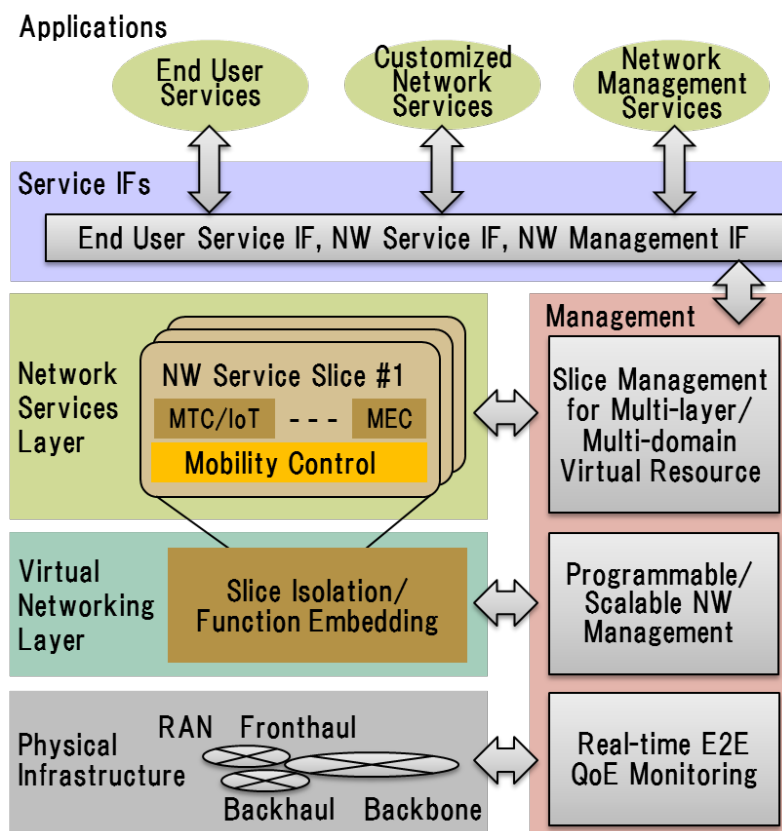 Applications
End User
Services
Customized
Network
Services
Network
Management
Services
Service IFs
End User Service IF, NW Service IF, NW Management IF
Network
Services
Layer
NW Service Slice #1
MTC/IoT - - - MEC
Mobility Control
Management
Slice Management
for Multi-layer/
Multi-domain
Virtual Resource
Virtual
Networking
Layer
Slice Isolation/
Function Embedding
Programmable/
Scalable NW
Management
Physical
Infrastructure
RAN Fronthaul
Backhaul Backbone
Real-time E2E
QoE Monitoring